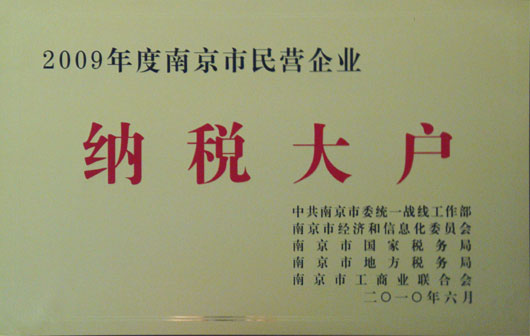 2009年度南京市民营企业
纳税大户
中共南京市委统一战线工作部
南京市经济和信息化委员会
南京市国家税务局
南京市地方税务局
南京市工商业联合会
二〇一〇年六月